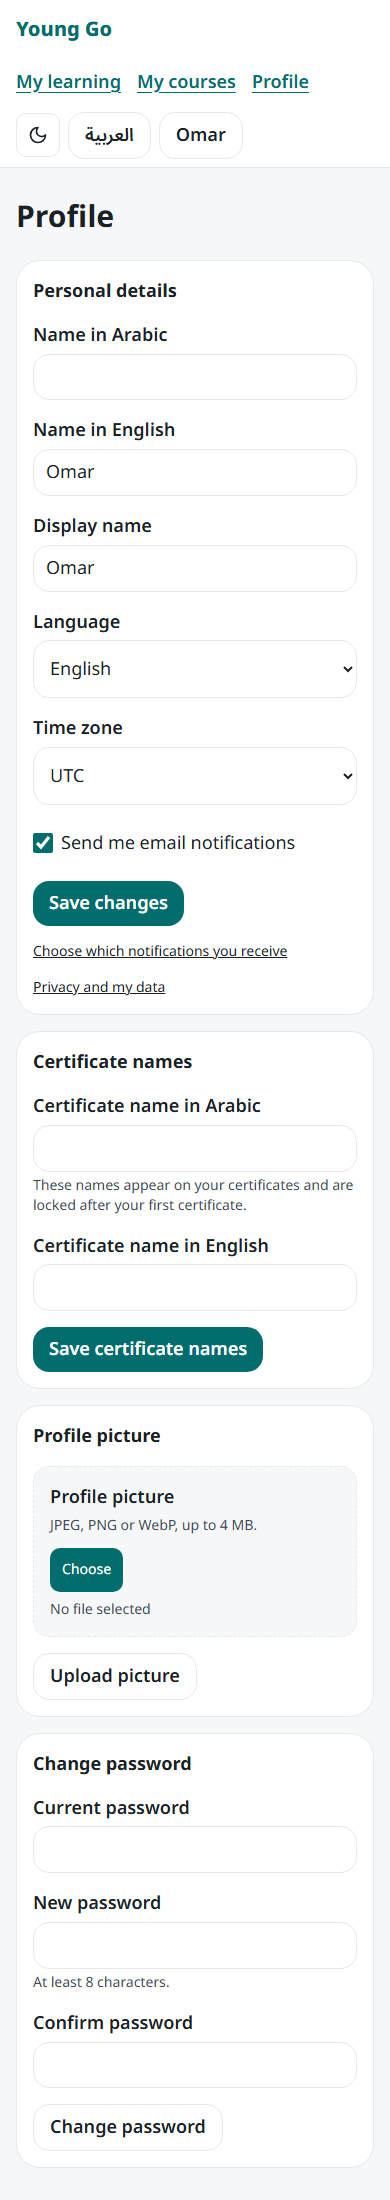 Young Go
My learning My courses Profile
العربية Omar
Profile
Personal details
Name in Arabic
Name in English
Omar
Display name
Omar
Language
English
Time zone
UTC
Send me email notifications
Save changes
Choose which notifications you receive
Privacy and my data
Certificate names
Certificate name in Arabic
These names appear on your certificates and are
locked after your first certificate.
Certificate name in English
Save certificate names
Profile picture
Profile picture
JPEG, PNG or WebP, up to 4 MB.
Choose
No file selected
Upload picture
Change password
Current password
New password
At least 8 characters.
Confirm password
Change password